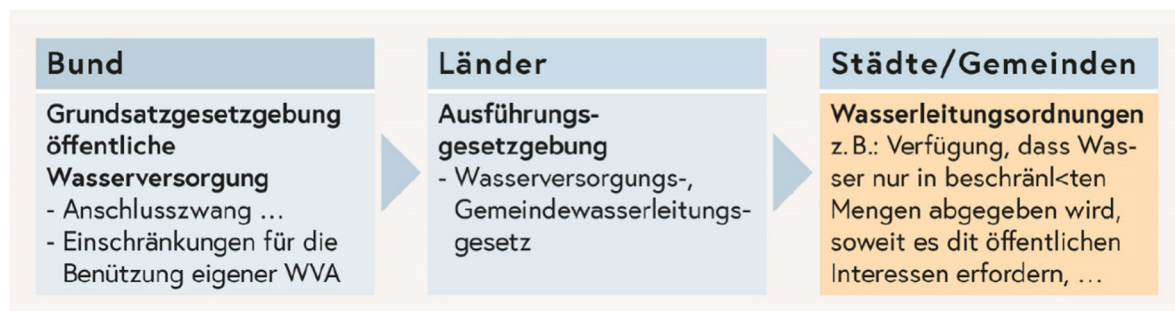 Bund
Grundsatzgesetzgebung
öffentliche
Wasserversorgung
- Anschlusszwang ...
- Einschränkungen für die
Benützung eigener WVA
Länder
Ausführungs-
gesetzgebung
- Wasserversorgungs-,
Gemeindewasserleitungs-
gesetz
Städte/Gemeinden
Wasserleitungsordnungen
z. B.: Verfügung, dass Was-
ser nur in beschränl<ten
Mengen abgegeben wird,
soweit es dit öffentlichen
Interessen erfordern, ...